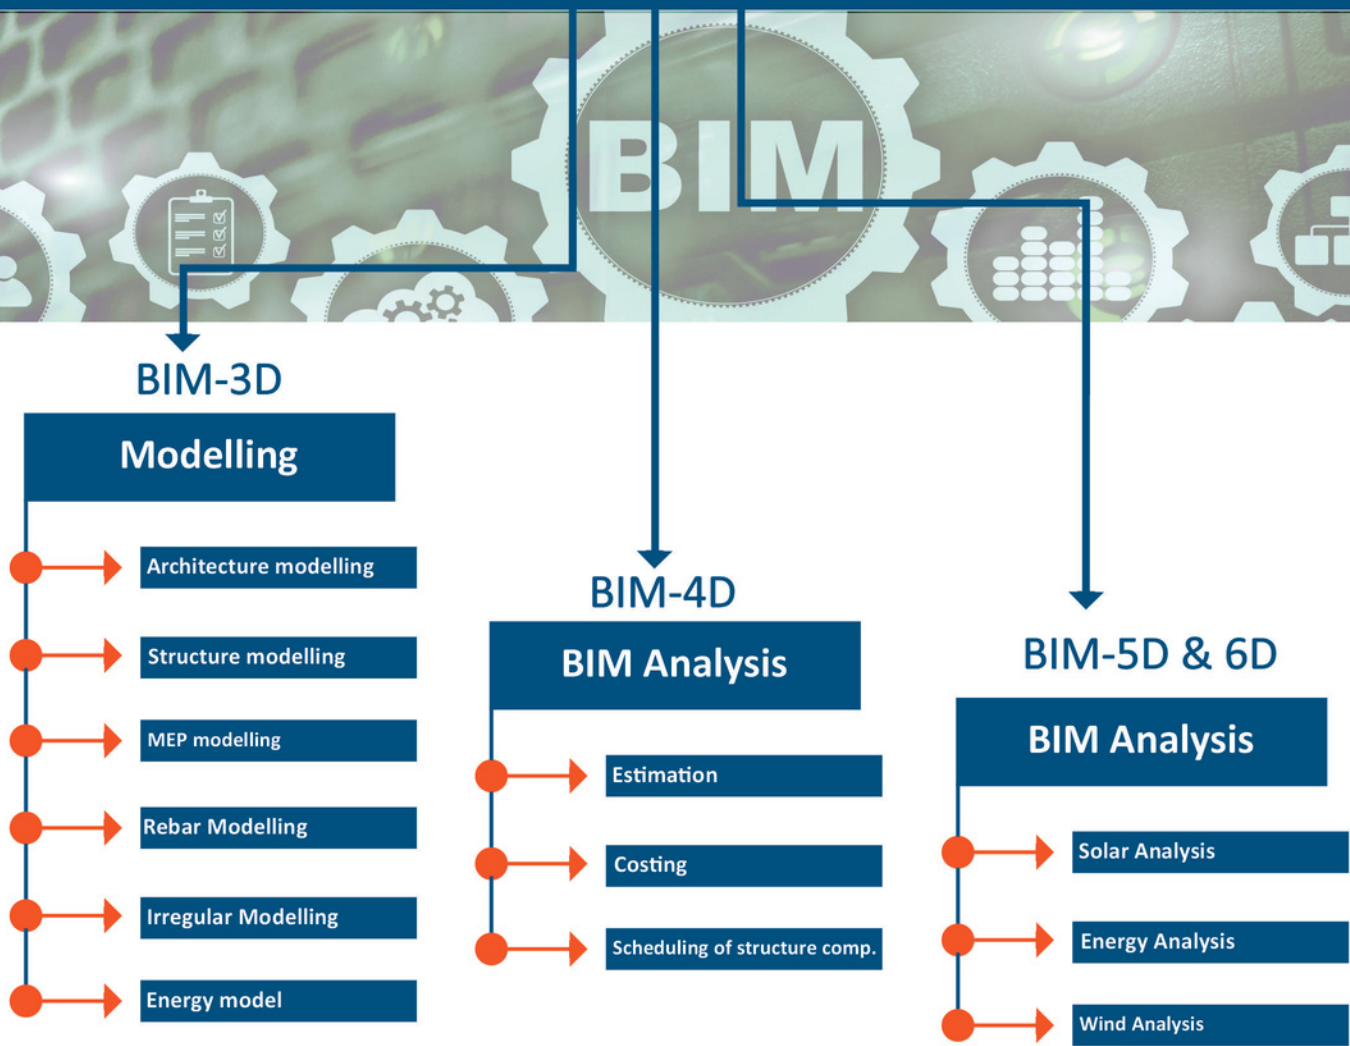 BIM
BIM-3D
Modelling
Architecture modelling
Structure modelling
MEP modelling
Rebar Modelling
Irregular Modelling
Energy model
BIM-4D
BIM Analysis
Estimation
Costing
Scheduling of structure comp.
BIM-5D & 6D
BIM Analysis
Solar Analysis
Energy Analysis
Wind Analysis